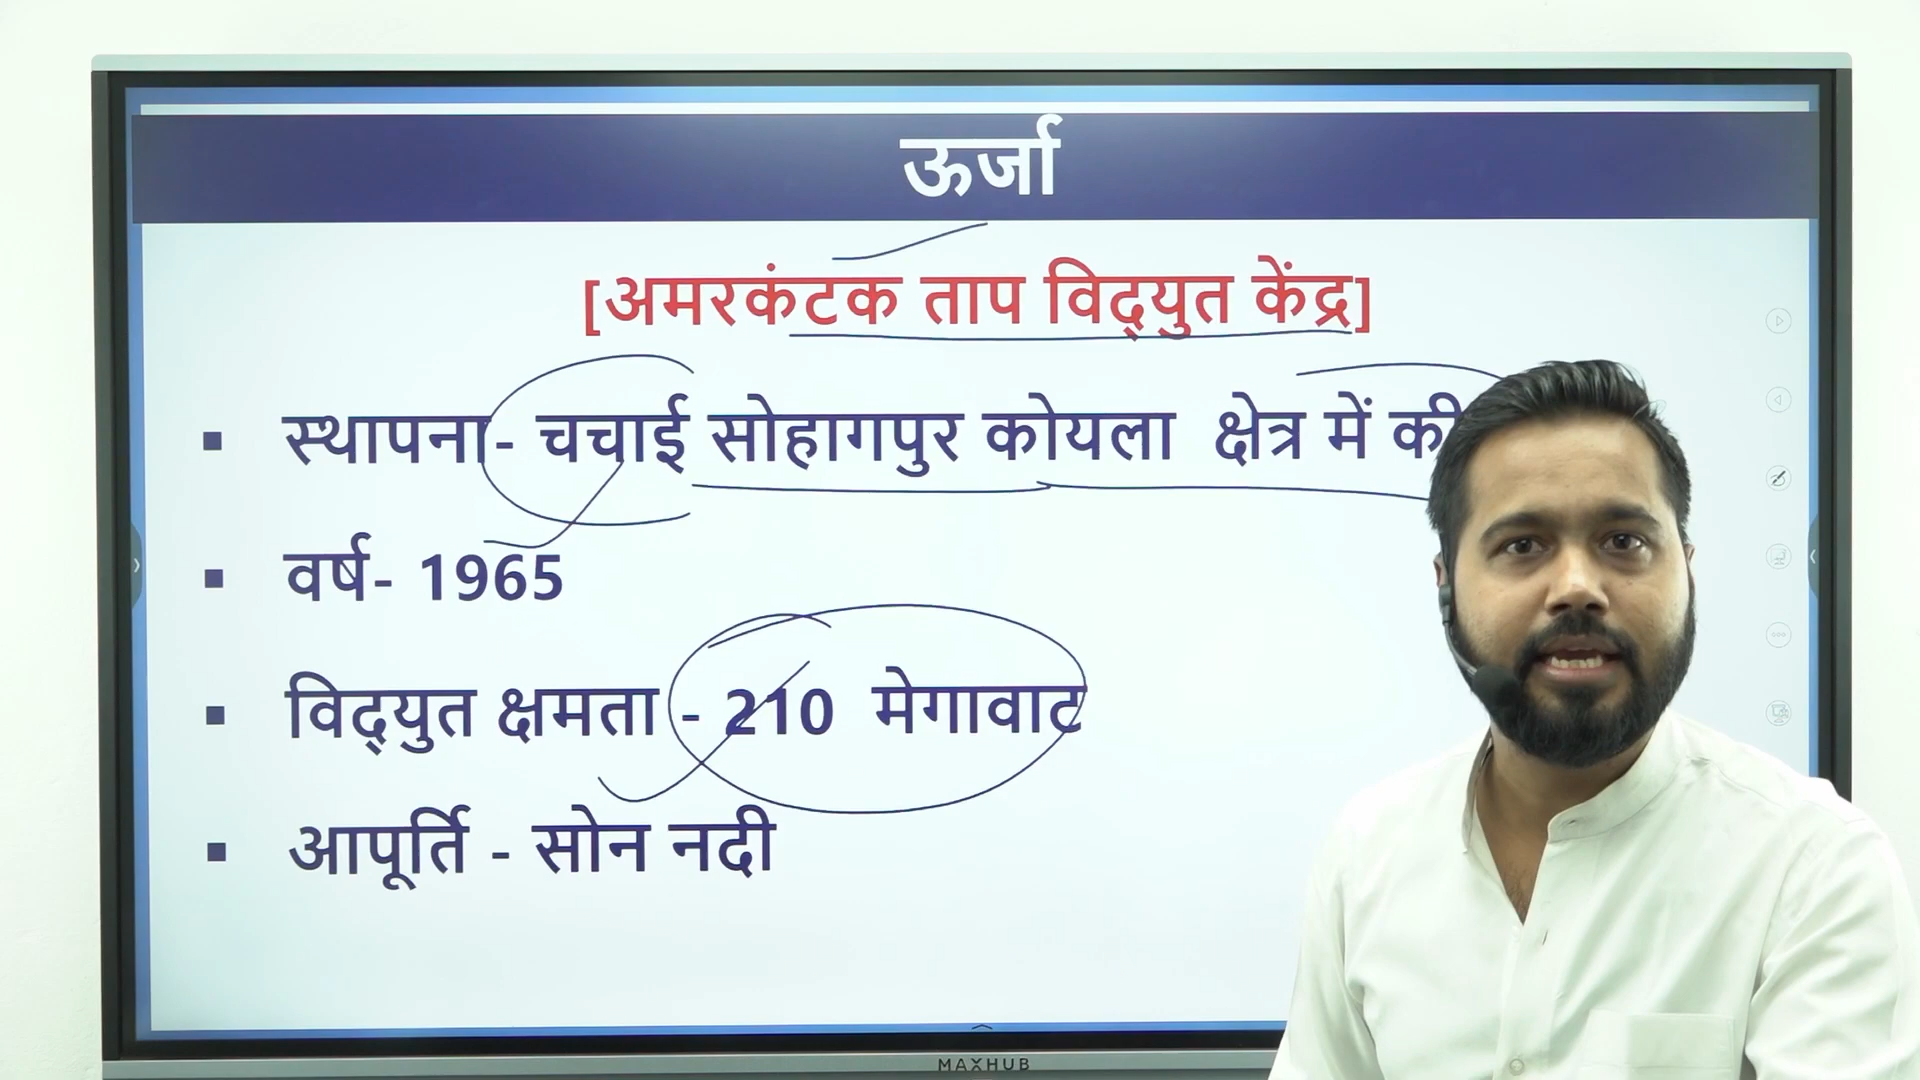 ऊर्जा
[अमरकंटक ताप विद्युत केंद्र]
▪ स्थापना- चचाई सोहागपुर कोयला क्षेत्र में की
▪ वर्ष- 1965
▪ विद्युत क्षमता - 210 मेगावाट
▪ आपूर्ति - सोन नदी
MAXHUB